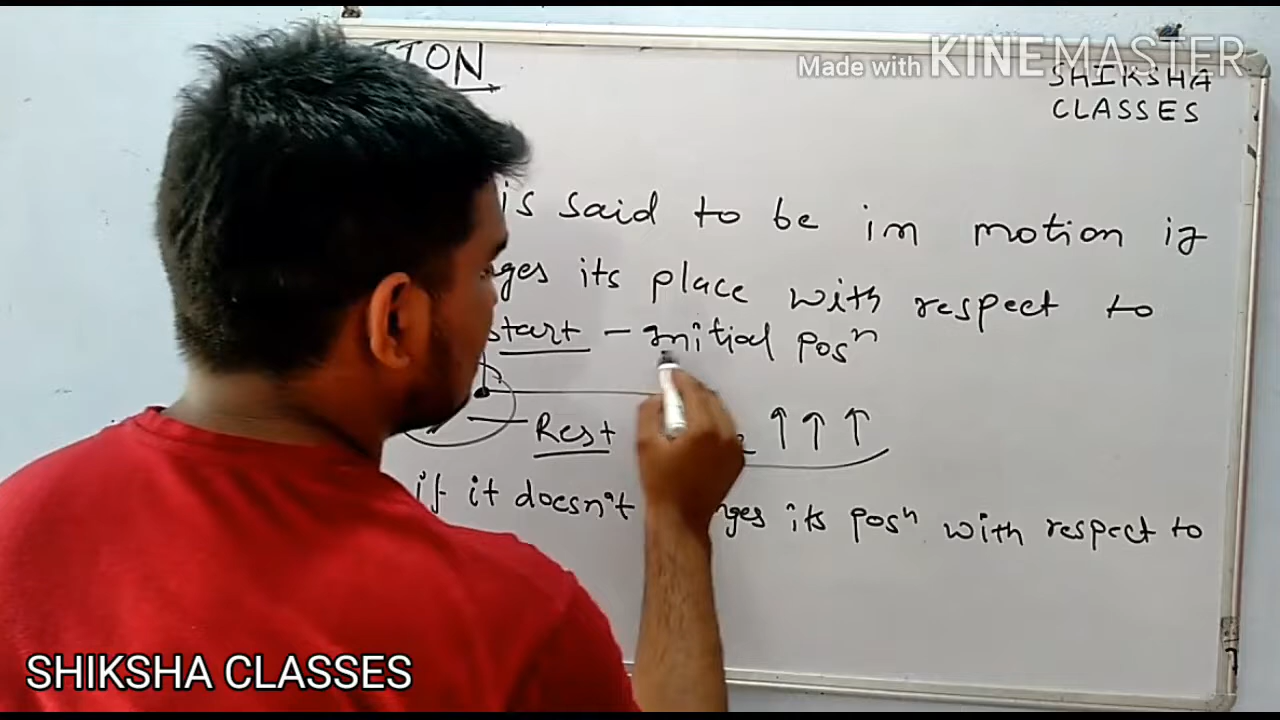 Made with KINEMASTER
TION
SHIKSHA
CLASSES
is said to be in motion if
ges its place with respect to
start - Initial posⁿ
Rest ↑ ↑ ↑
if it doesn't nges its posⁿ with respect to
SHIKSHA CLASSES